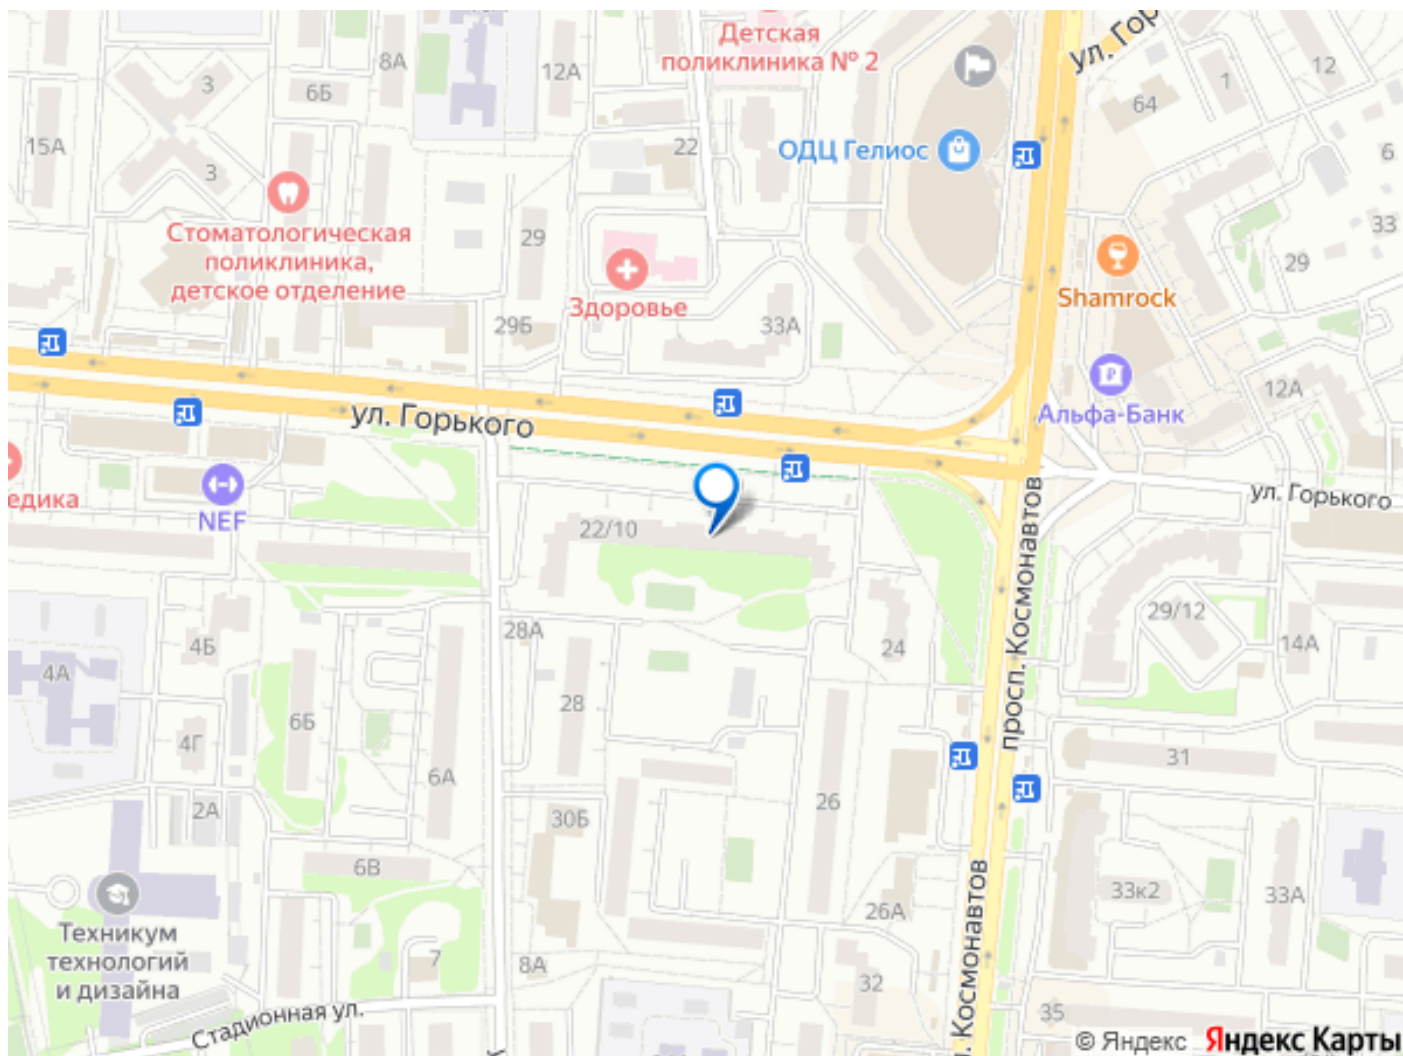 Детская
поликлиника № 2
ул. Гор
8А
12А
3
6Б
12
1
64
15А
22
ОДЦ Гелиос
6
3
Стоматологическая
поликлиника,
детское отделение
29
33
29
Здоровье
Shamrock
29Б
33А
12А
Альфа-Банк
ул. Горького
едика
NEF
ул. Горького
22/10
просп. Космонавтов
29/12
28А
4Б
24
14А
4А
28
6Б
4Г
31
6А
26
2А
30Б
6В
33к2
33А
26А
Техникум
технологий
и дизайна
7
8А
32
Стадионная ул.
. Космонавтов
35
© Яндекс Яндекс Карты